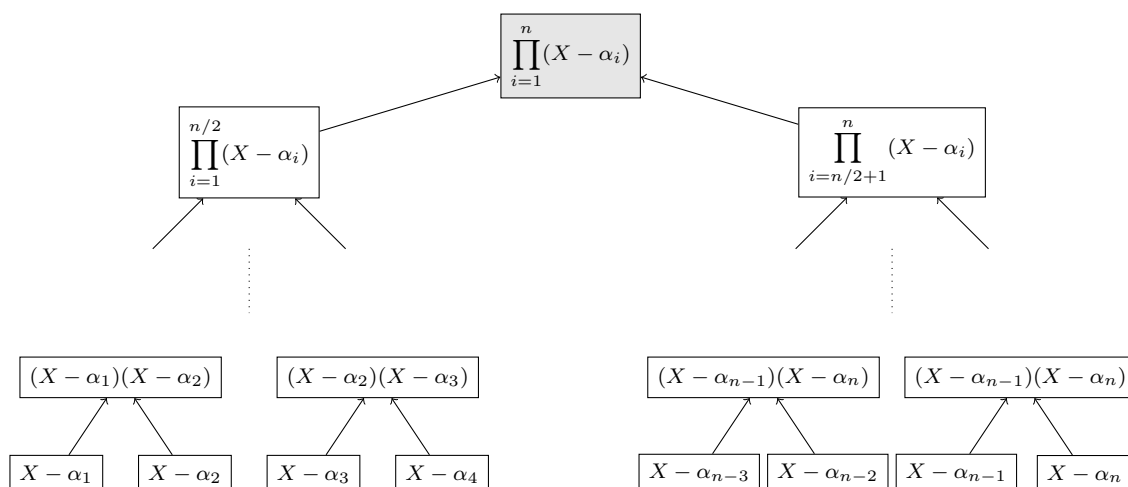 ∏_{i=1}^{n}(X − α_i)
∏_{i=1}^{n/2}(X − α_i)
∏_{i=n/2+1}^{n}(X − α_i)
(X − α_1)(X − α_2)
(X − α_2)(X − α_3)
(X − α_{n−1})(X − α_n)
(X − α_{n−1})(X − α_n)
X − α_1
X − α_2
X − α_3
X − α_4
X − α_{n−3}
X − α_{n−2}
X − α_{n−1}
X − α_n